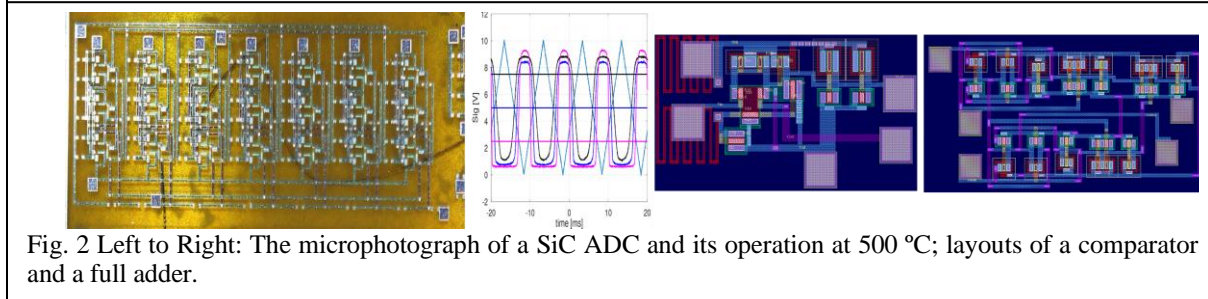 12
10
8
6
4
2
0
-2
Sig [V]
-20 -10 0 10 20
time [ms]
Fig. 2 Left to Right: The microphotograph of a SiC ADC and its operation at 500 ºC; layouts of a comparator
and a full adder.